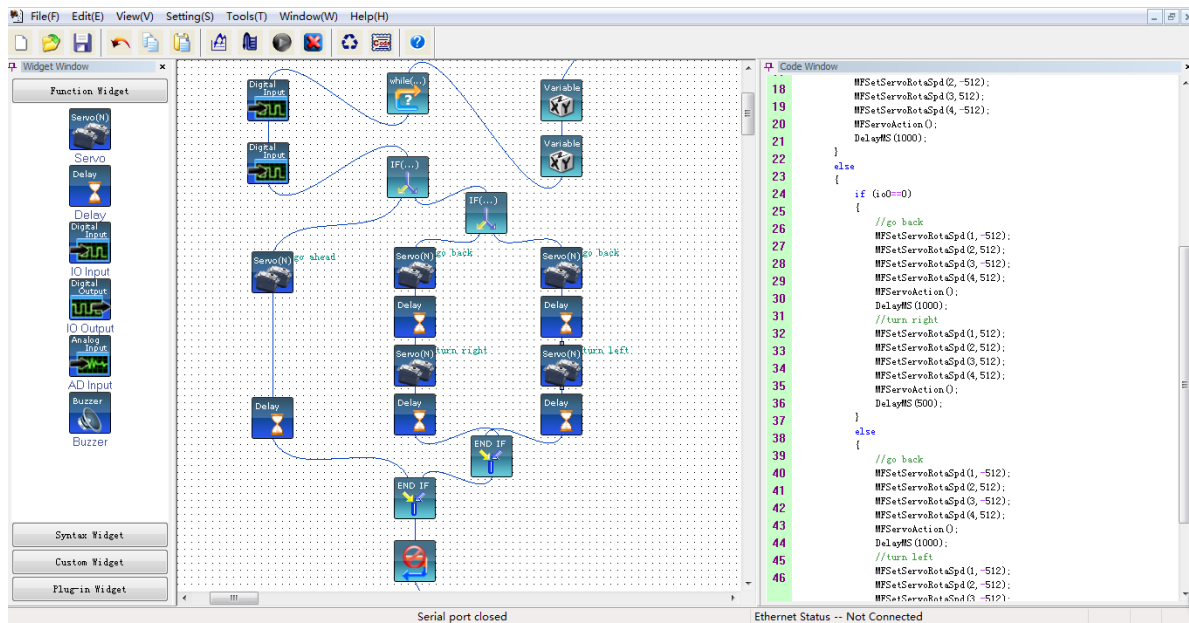 File(F) Edit(E) View(V) Setting(S) Tools(T) Window(W) Help(H)
Code
Widget Window
Function Widget
Servo(N)
Servo
Delay
Delay
Digital
Input
IO Input
Digital
Output
IO Output
Analog
Input
AD Input
Buzzer
Buzzer
Syntax Widget
Custom Widget
Plug-in Widget
Digital
Input
while(...)
Variable
Digital
Input
Variable
IF(...)
IF(...)
Servo(N) go ahead
Servo(N) go back
Servo(N) go back
Delay
Delay
Servo(N) turn right
Servo(N) turn left
Delay
Delay
Delay
END IF
END IF
Code Window
18 MFSetServoRotaSpd(2,-512);
19 MFSetServoRotaSpd(3,512);
20 MFSetServoRotaSpd(4,-512);
21 MFServoAction();
22 DelayMS(1000);
23 }
24 else
25 {
26 if (io0==0)
27 {
28 //go back
29 MFSetServoRotaSpd(1,-512);
30 MFSetServoRotaSpd(2,512);
31 MFSetServoRotaSpd(3,-512);
32 MFSetServoRotaSpd(4,512);
33 MFServoAction();
34 DelayMS(1000);
35 //turn right
36 MFSetServoRotaSpd(1,512);
37 MFSetServoRotaSpd(2,512);
38 MFSetServoRotaSpd(3,512);
39 MFSetServoRotaSpd(4,512);
40 MFServoAction();
41 DelayMS(500);
42 }
43 else
44 {
45 //go back
46 MFSetServoRotaSpd(1,-512);
MFSetServoRotaSpd(2,512);
MFSetServoRotaSpd(3,-512);
MFSetServoRotaSpd(4,512);
MFServoAction();
DelayMS(1000);
//turn left
MFSetServoRotaSpd(1,-512);
MFSetServoRotaSpd(2,-512);
MFSetServoRotaSpd(3,-512);
Serial port closed
Ethernet Status -- Not Connected